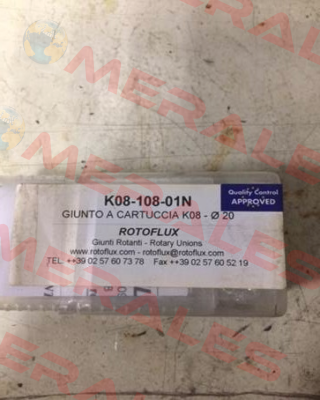 K08-108-01N
GIUNTO A CARTUCCIA K08 - Ø 20
ROTOFLUX
Giunti Rotanti - Rotary Unions
www.rotoflux.com - rotoflux@rotoflux.com
TEL: ++39 02 57 60 73 78 Fax ++39 02 57 60 52 19
Quality Control
APPROVED
MERALES